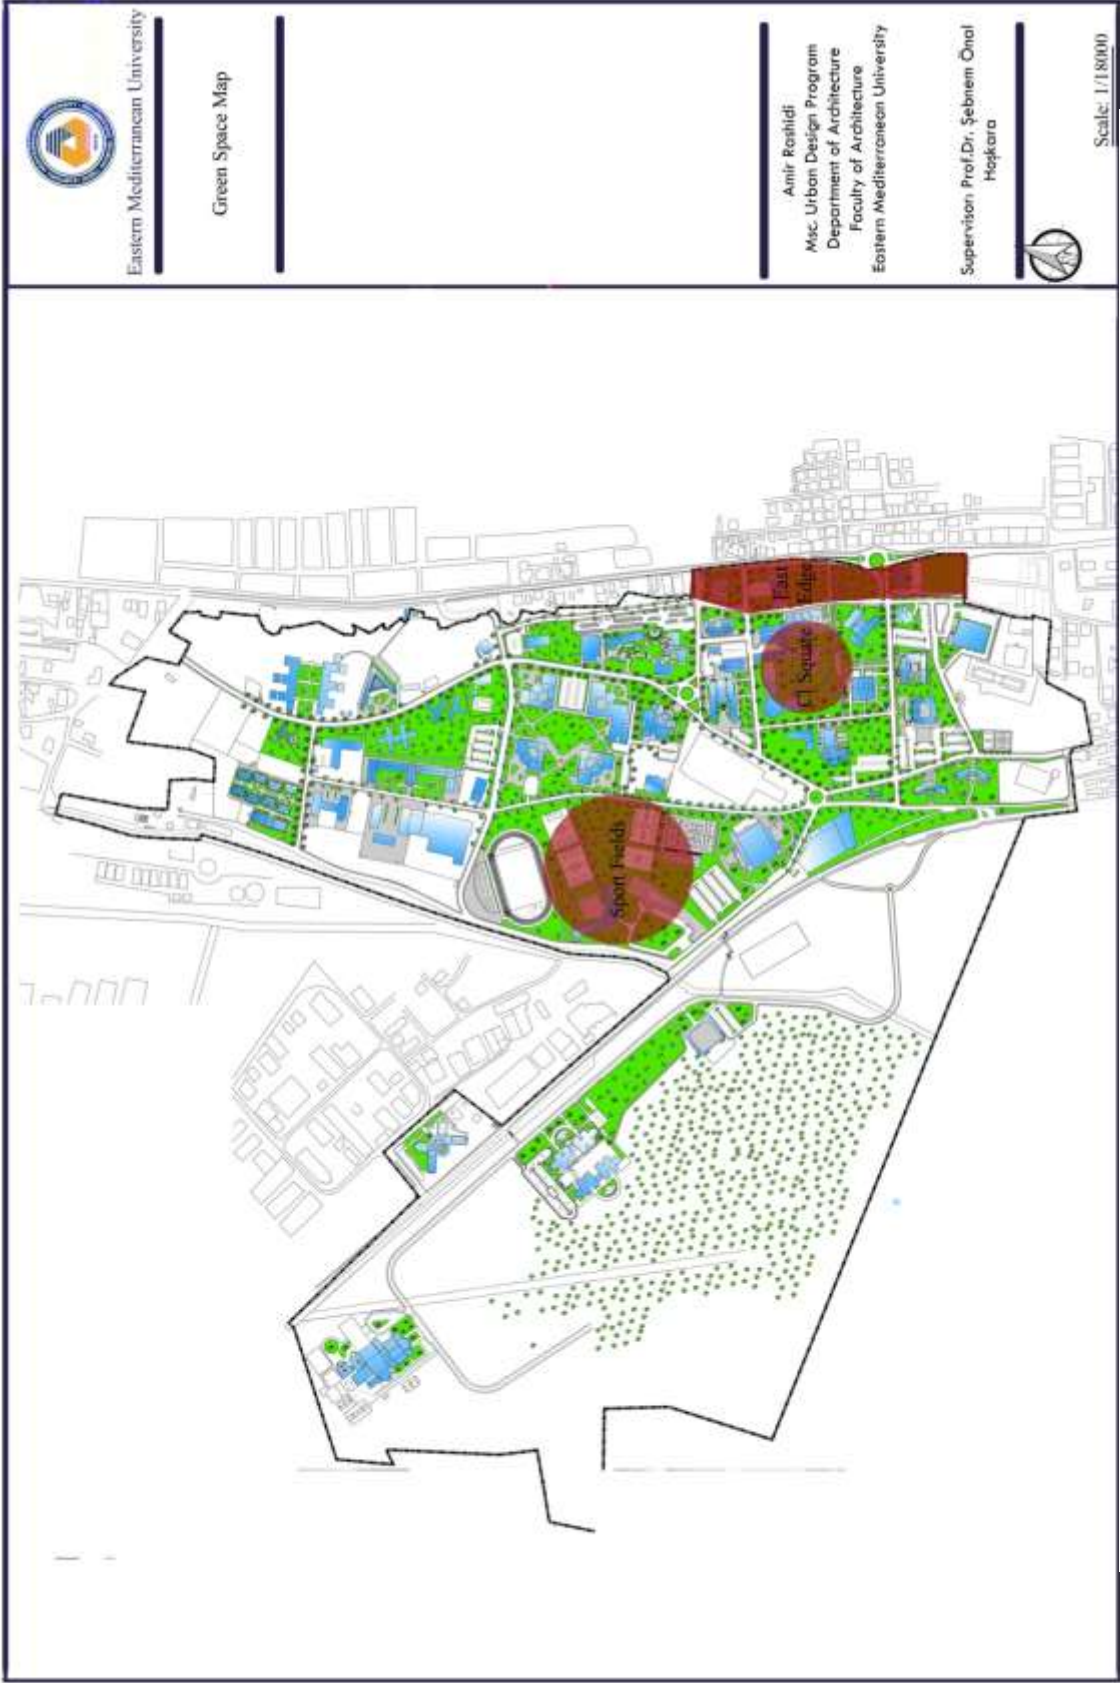 Eastern Mediterranean University
Green Space Map
Amir Rashidi
Msc. Urban Design Program
Department of Architecture
Faculty of Architecture
Eastern Mediterranean University
Supervisor: Prof.Dr. Şebnem Önal
Hoşkara
Scale: 1/18000
East
Edge
CI Square
Sport Fields